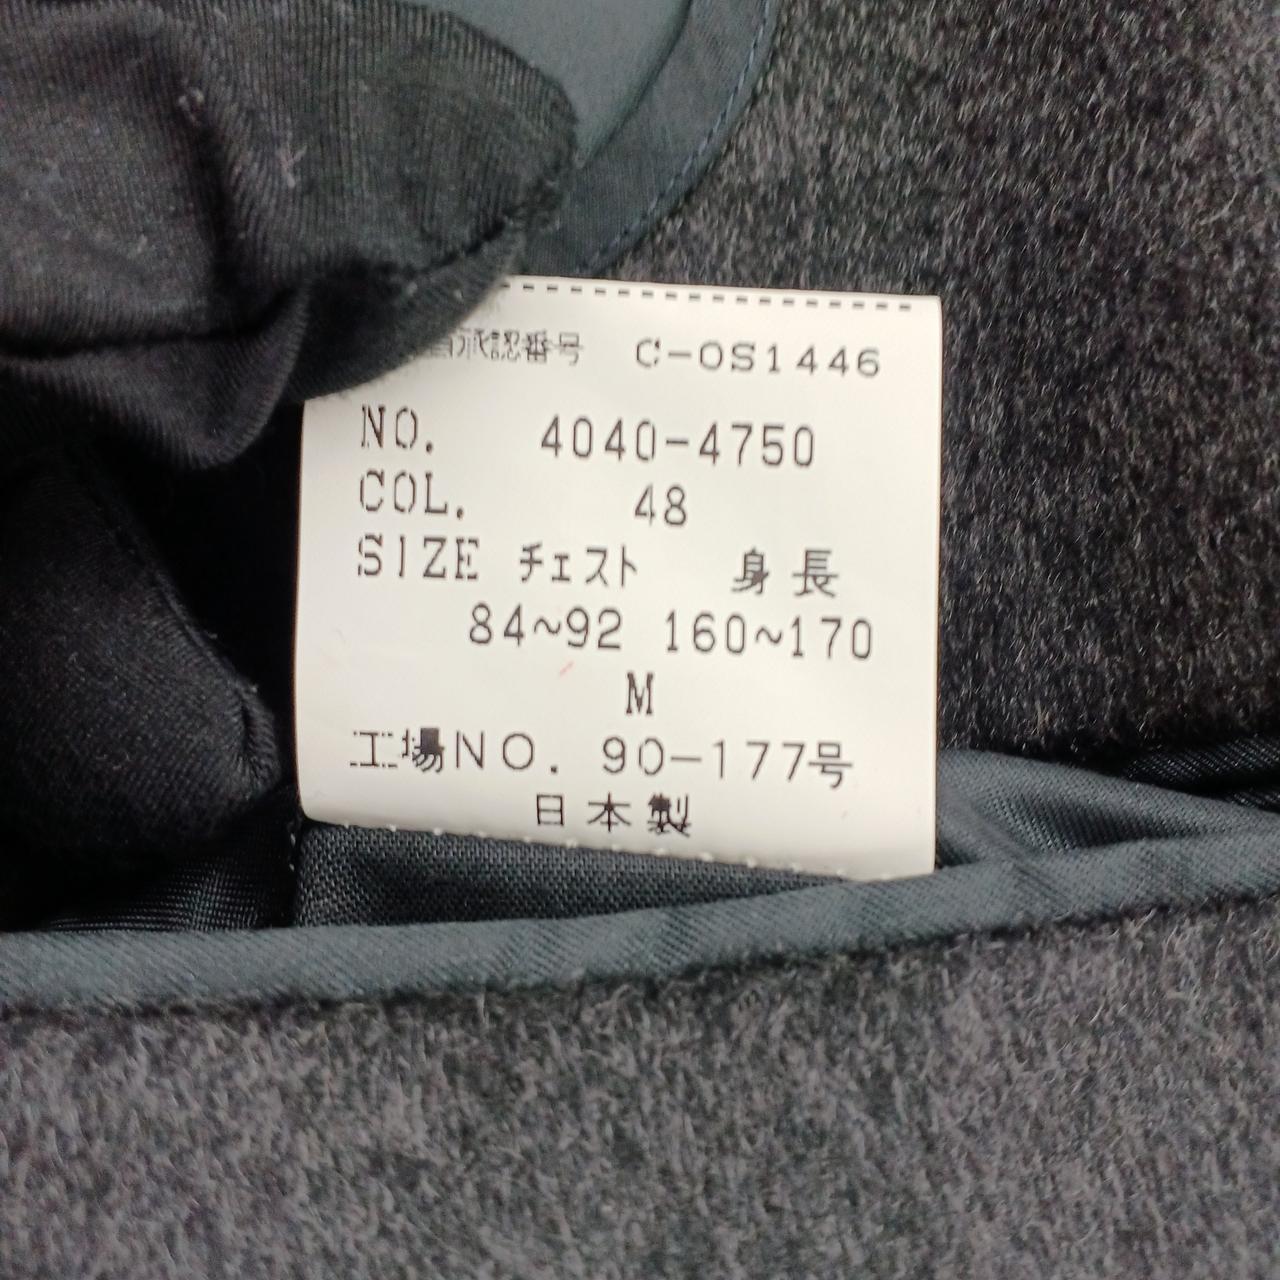 承認番号 C-0S1446
NO. 4040-4750
COL. 48
SIZE チェスト 身長
84~92 160~170
M
工場NO. 90-177号
日本製